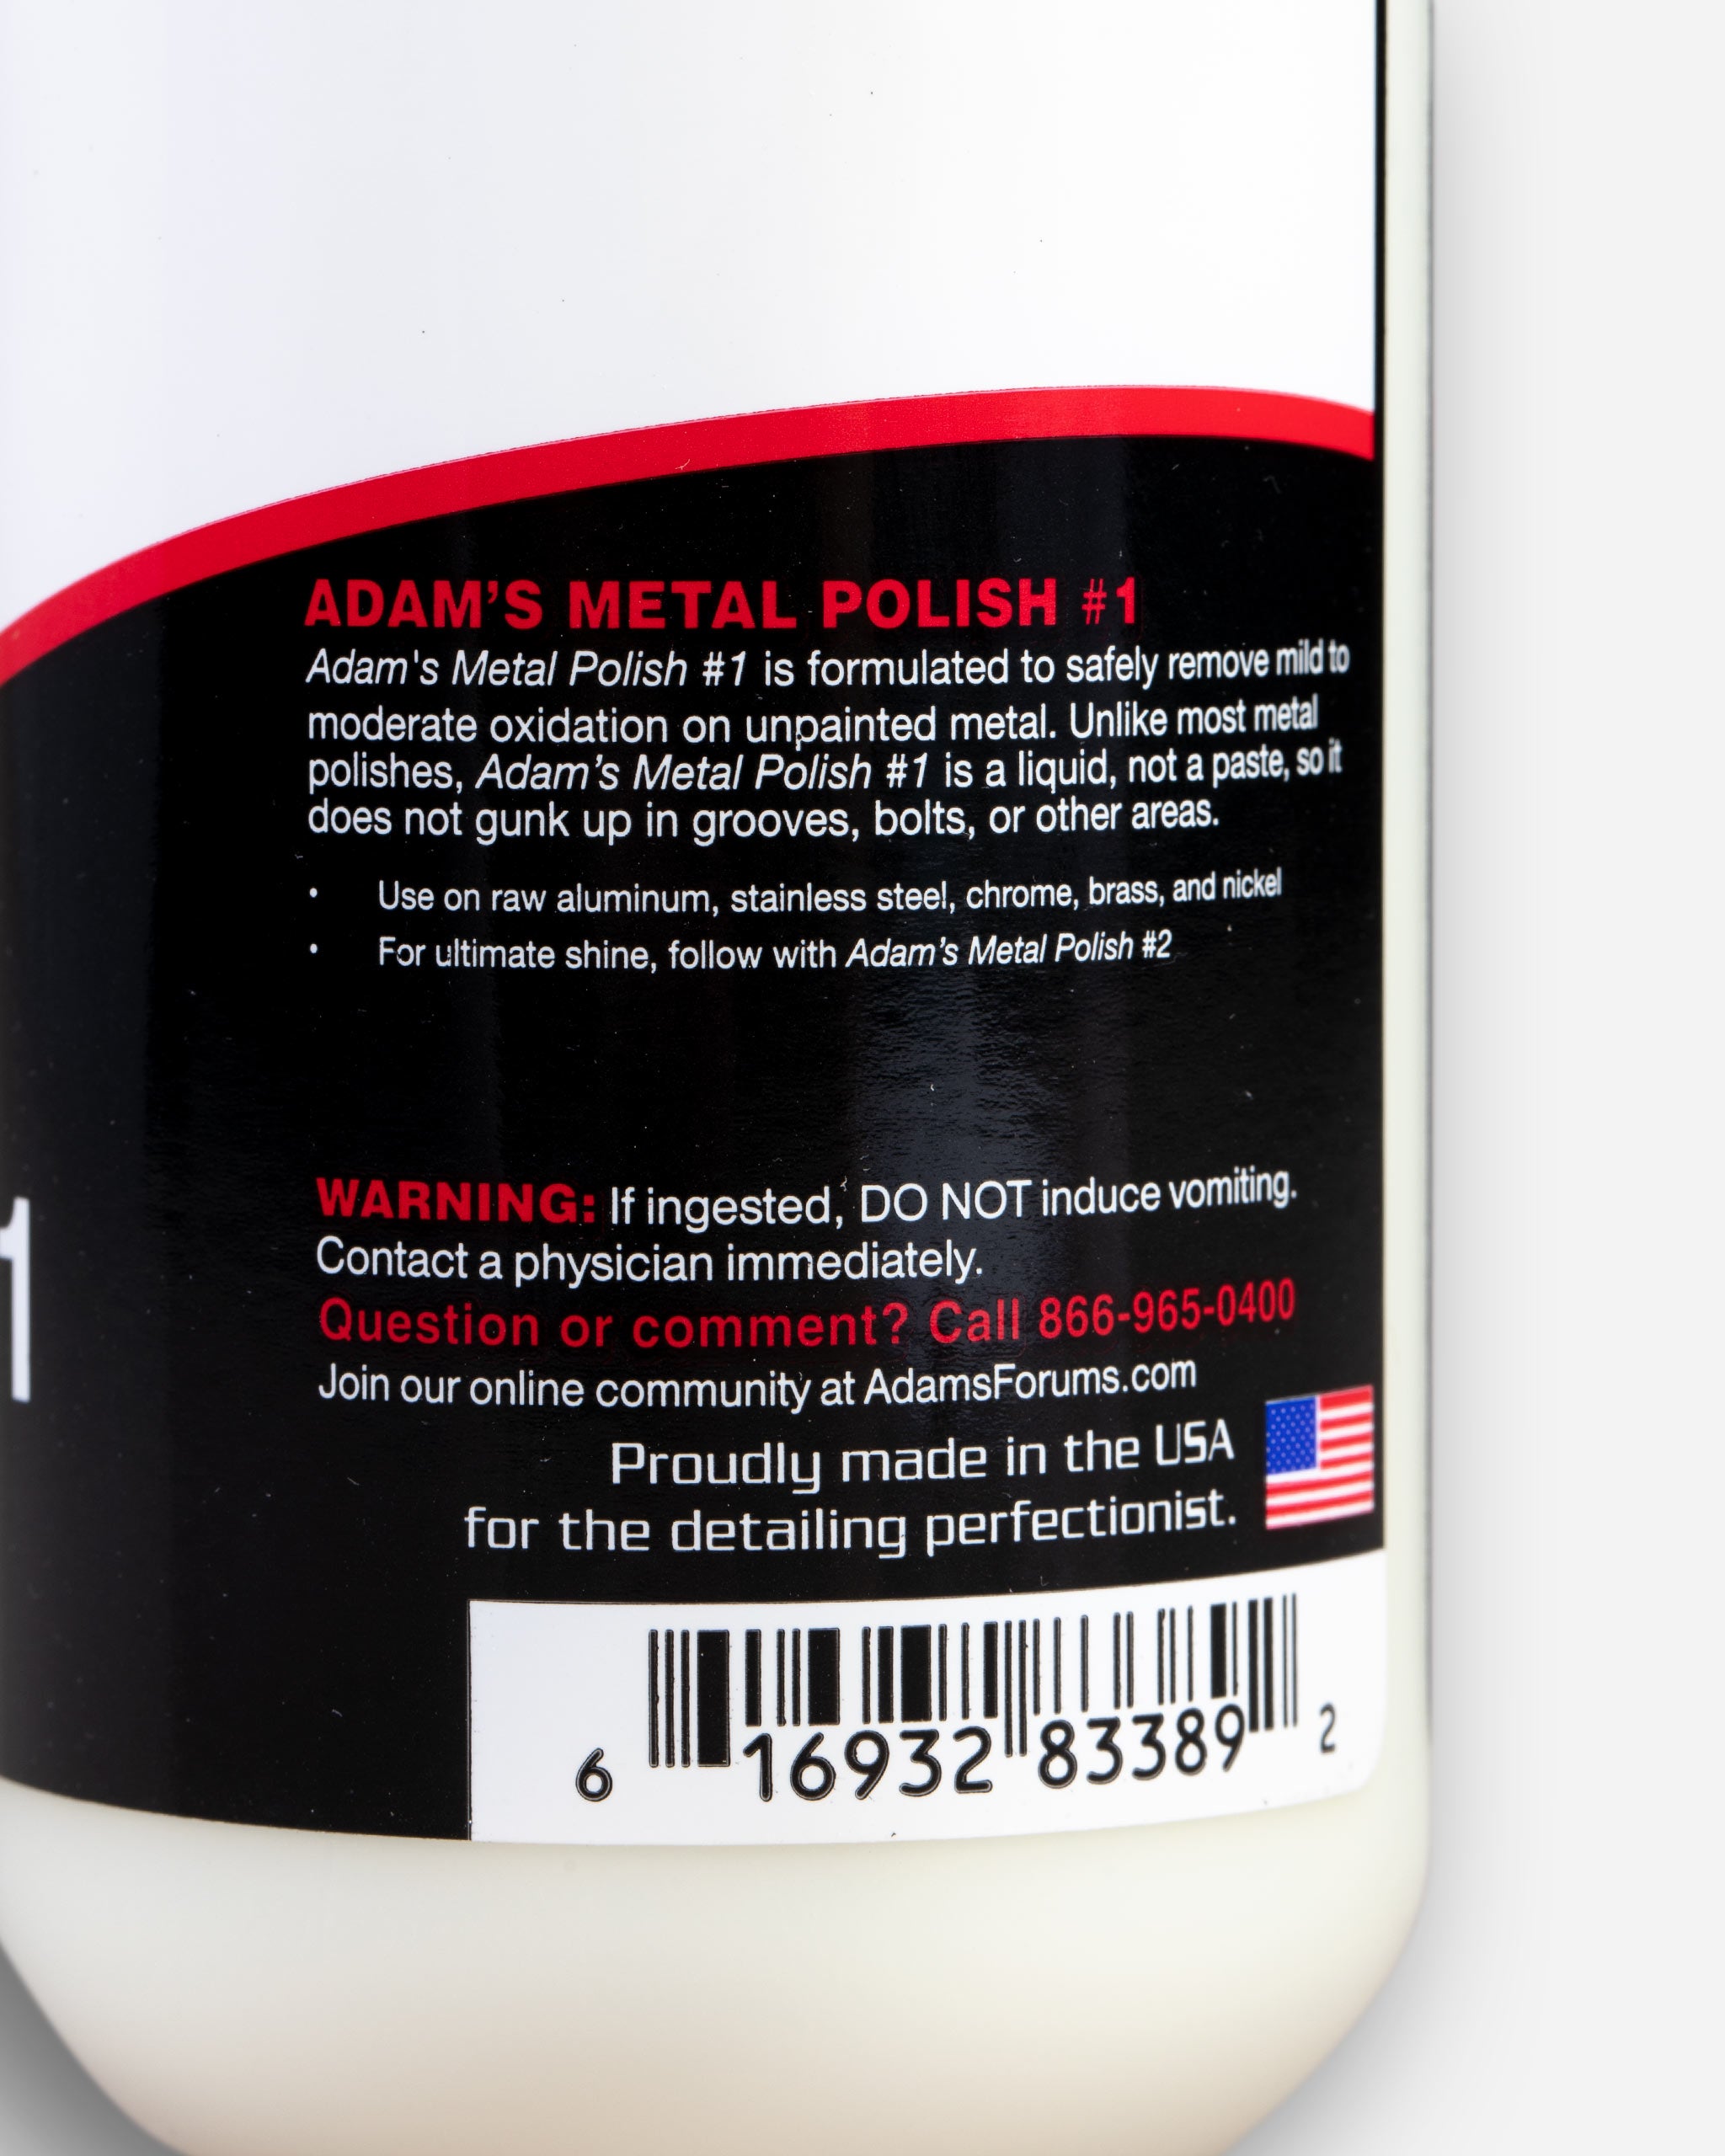 ADAM'S METAL POLISH #1
Adam's Metal Polish #1 is formulated to safely remove mild to
moderate oxidation on unpainted metal. Unlike most metal
polishes, Adam's Metal Polish #1 is a liquid, not a paste, so it
does not gunk up in grooves, bolts, or other areas.
• Use on raw aluminum, stainless steel, chrome, brass, and nickel
• For ultimate shine, follow with Adam's Metal Polish #2
1
WARNING: If ingested, DO NOT induce vomiting.
Contact a physician immediately.
Question or comment? Call 866-965-0400
Join our online community at AdamsForums.com
Proudly made in the USA
for the detailing perfectionist.
6 16932 83389 2